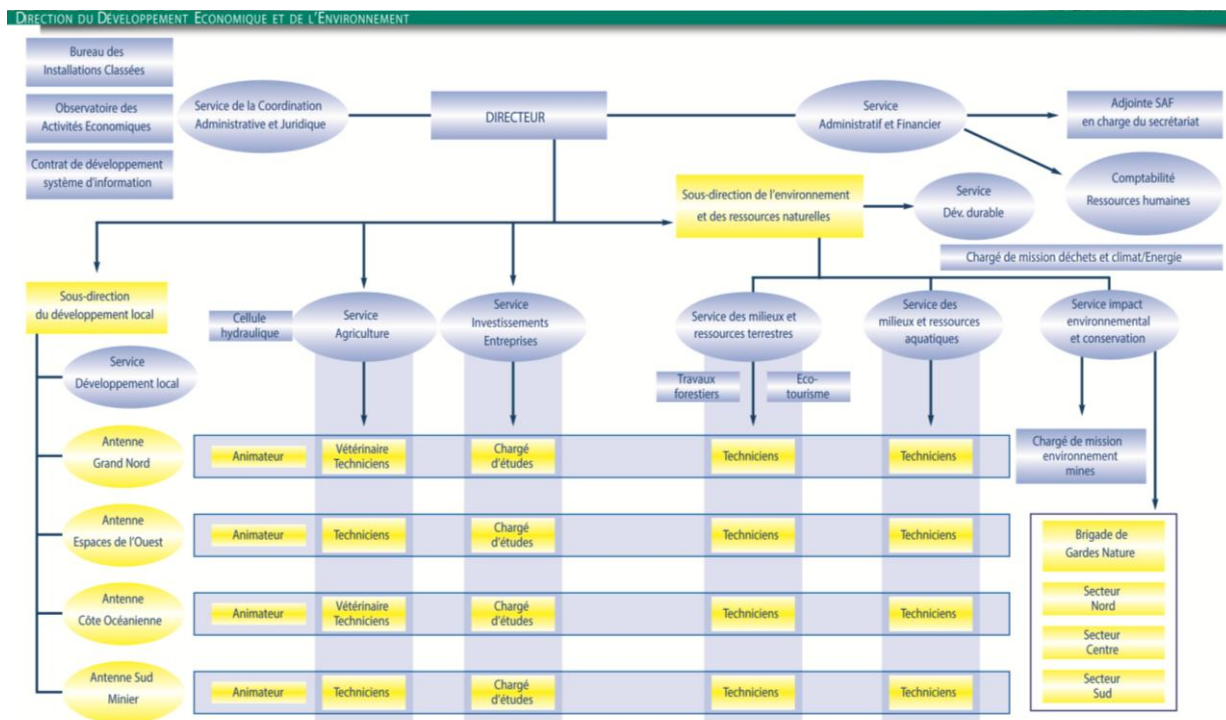 DIRECTION DU DÉVELOPPEMENT ECONOMIQUE ET DE L'ENVIRONNEMENT
Bureau des
Installations Classées
Observatoire des
Activités Economiques
Contrat de développement
système d'information
Service de la Coordination
Administrative et Juridique
DIRECTEUR
Service
Administratif et Financier
Adjointe SAF
en charge du secrétariat
Comptabilité
Ressources humaines
Sous-direction de l'environnement
et des ressources naturelles
Service
Dév. durable
Chargé de mission déchets et climat/Energie
Sous-direction
du développement local
Cellule
hydraulique
Service
Agriculture
Service
Investissements
Entreprises
Service des milieux et
ressources terrestres
Service des
milieux et ressources
aquatiques
Service impact
environnemental
et conservation
Service
Développement local
Travaux
forestiers
Eco-
tourisme
Antenne
Grand Nord
Animateur
Vétérinaire
Techniciens
Chargé
d'études
Techniciens
Techniciens
Chargé de mission
environnement
mines
Antenne
Espaces de l'Ouest
Animateur
Techniciens
Chargé
d'études
Techniciens
Techniciens
Brigade de
Gardes Nature
Antenne
Côte Océanienne
Animateur
Vétérinaire
Techniciens
Chargé
d'études
Techniciens
Techniciens
Secteur
Nord
Secteur
Centre
Antenne Sud
Minier
Animateur
Techniciens
Chargé
d'études
Techniciens
Techniciens
Secteur
Sud